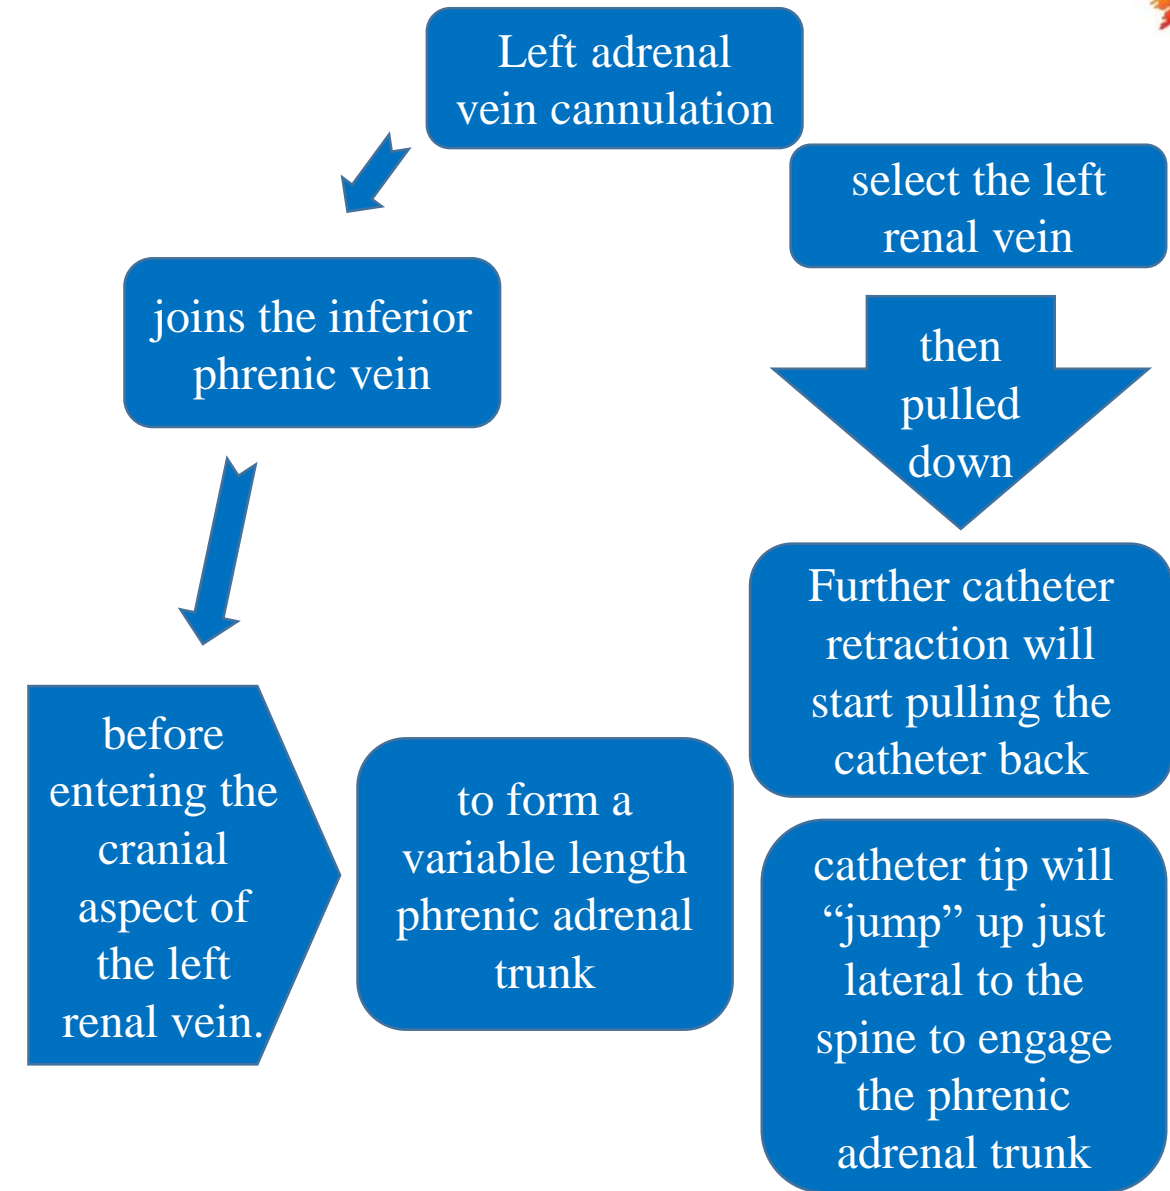 Left adrenal
vein cannulation
select the left
renal vein
joins the inferior
phrenic vein
then
pulled
down
before
entering the
cranial
aspect of
the left
renal vein.
to form a
variable length
phrenic adrenal
trunk
Further catheter
retraction will
start pulling the
catheter back
catheter tip will
“jump” up just
lateral to the
spine to engage
the phrenic
adrenal trunk